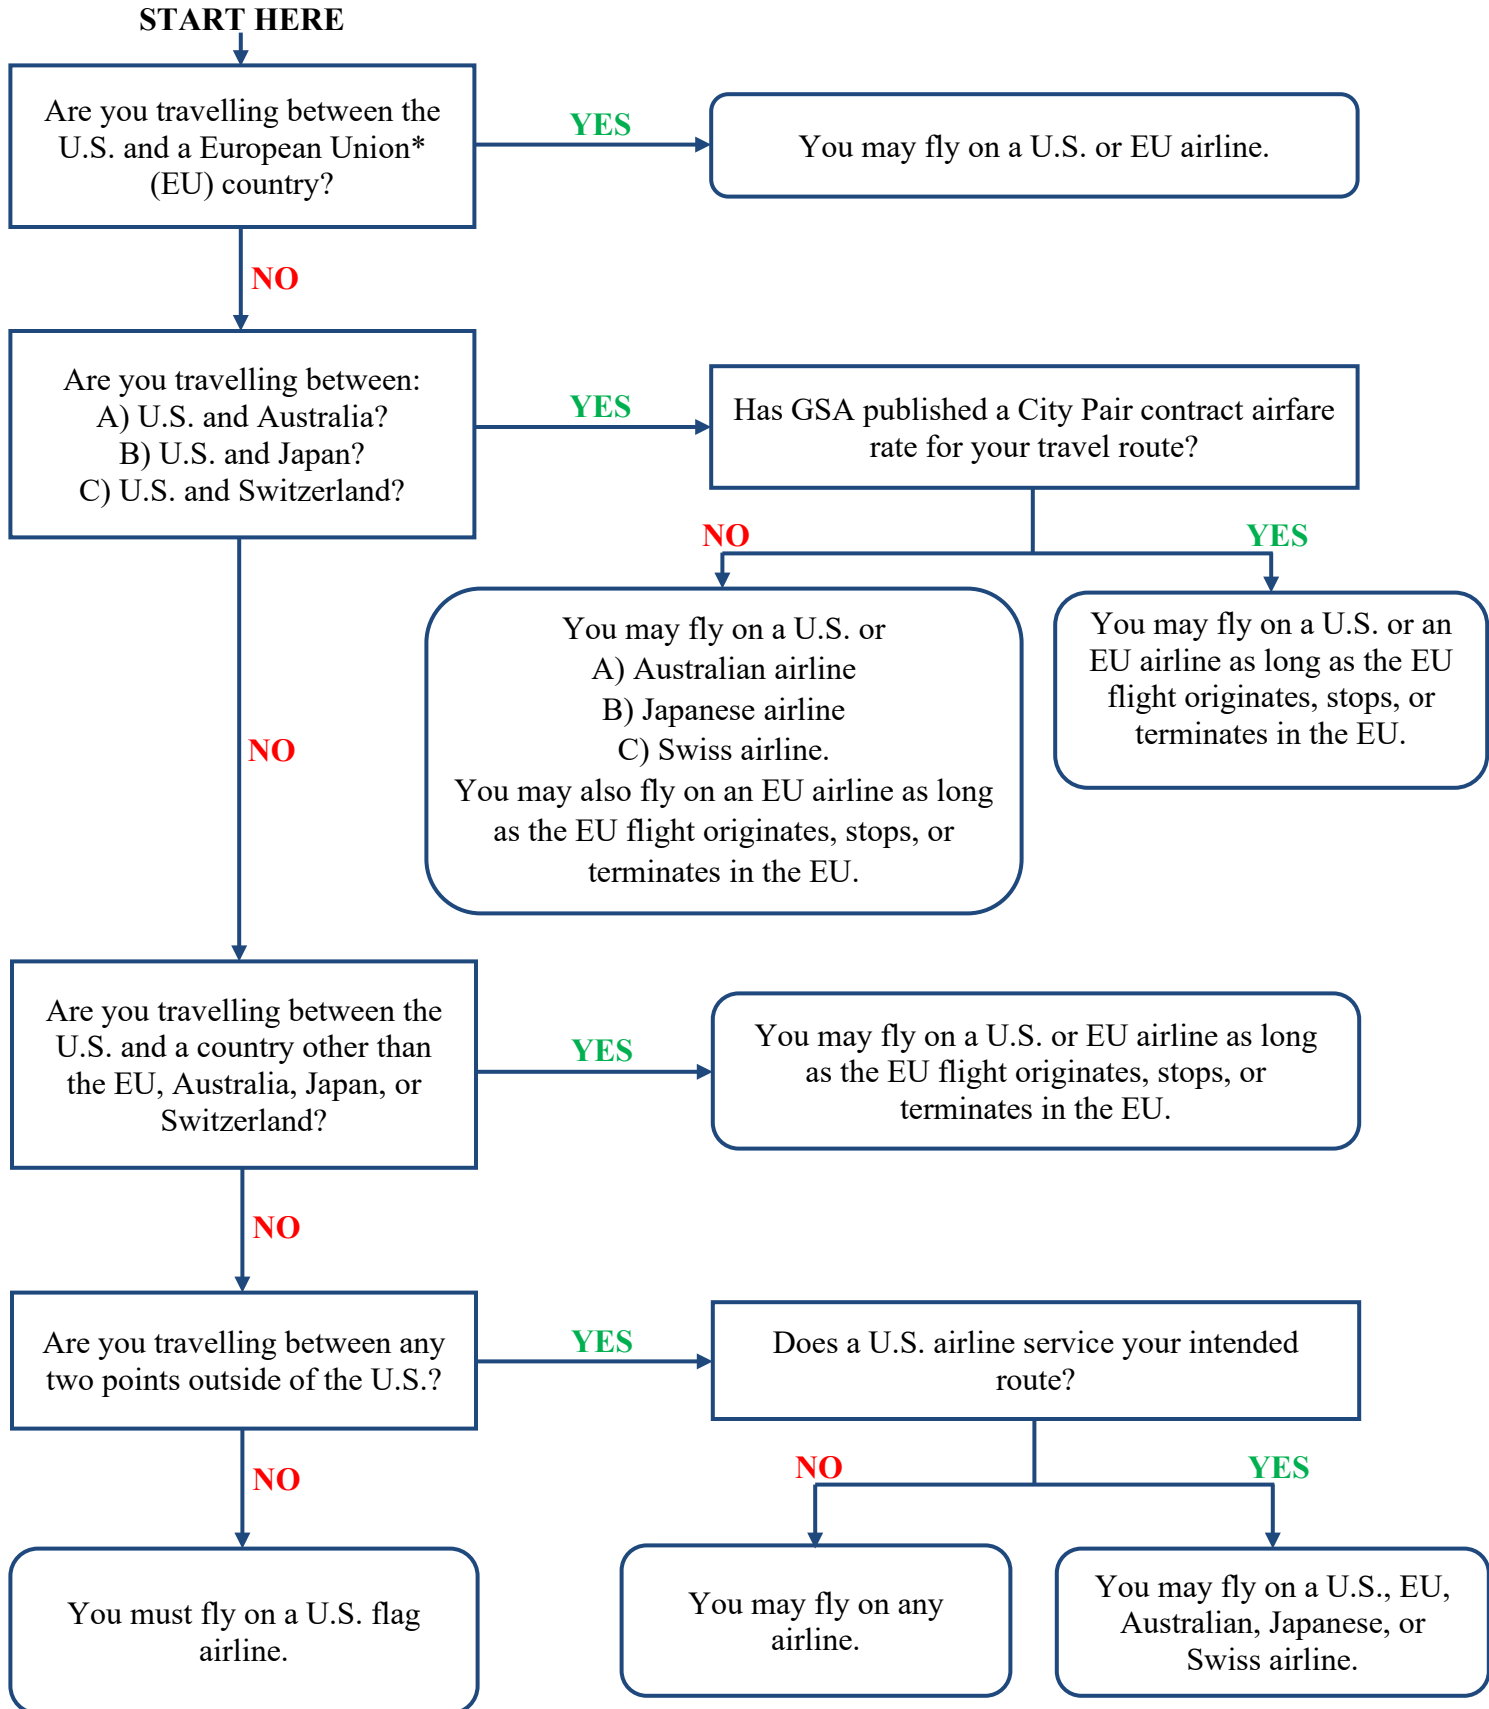 START HERE
Are you travelling between the
U.S. and a European Union*
(EU) country?
YES
You may fly on a U.S. or EU airline.
NO
Are you travelling between:
A) U.S. and Australia?
B) U.S. and Japan?
C) U.S. and Switzerland?
YES
Has GSA published a City Pair contract airfare
rate for your travel route?
NO
YES
You may fly on a U.S. or
A) Australian airline
B) Japanese airline
C) Swiss airline.
You may also fly on an EU airline as long
as the EU flight originates, stops, or
terminates in the EU.
You may fly on a U.S. or an
EU airline as long as the EU
flight originates, stops, or
terminates in the EU.
NO
Are you travelling between the
U.S. and a country other than
the EU, Australia, Japan, or
Switzerland?
YES
You may fly on a U.S. or EU airline as long
as the EU flight originates, stops, or
terminates in the EU.
NO
Are you travelling between any
two points outside of the U.S.?
YES
Does a U.S. airline service your intended
route?
NO
NO
YES
You must fly on a U.S. flag
airline.
You may fly on any
airline.
You may fly on a U.S., EU,
Australian, Japanese, or
Swiss airline.